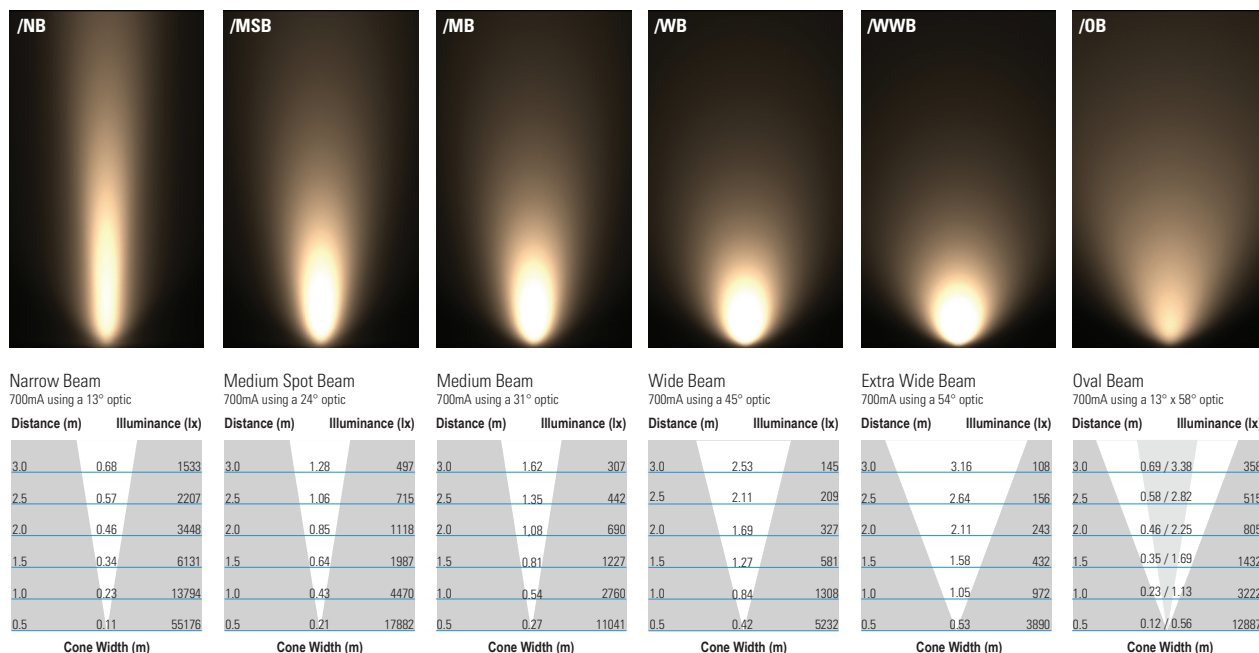 /NB
/MSB
/MB
/WB
/WWB
/OB
Narrow Beam
700mA using a 13° optic
Distance (m) Illuminance (lx)
3.0 0.68 1533
2.5 0.57 2207
2.0 0.46 3448
1.5 0.34 6131
1.0 0.23 13794
0.5 0.11 55176
Cone Width (m)
Medium Spot Beam
700mA using a 24° optic
Distance (m) Illuminance (lx)
3.0 1.28 497
2.5 1.06 715
2.0 0.85 1118
1.5 0.64 1987
1.0 0.43 4470
0.5 0.21 17882
Cone Width (m)
Medium Beam
700mA using a 31° optic
Distance (m) Illuminance (lx)
3.0 1.62 307
2.5 1.35 442
2.0 1,08 690
1.5 0.81 1227
1.0 0.54 2760
0.5 0.27 11041
Cone Width (m)
Wide Beam
700mA using a 45° optic
Distance (m) Illuminance (lx)
3.0 2.53 145
2.5 2.11 209
2.0 1.69 327
1.5 1.27 581
1.0 0.84 1308
0.5 0.42 5232
Cone Width (m)
Extra Wide Beam
700mA using a 54° optic
Distance (m) Illuminance (lx)
3.0 3.16 108
2.5 2.64 156
2.0 2.11 243
1.5 1.58 432
1.0 1.05 972
0.5 0.53 3890
Cone Width (m)
Oval Beam
700mA using a 13° x 58° optic
Distance (m) Illuminance (lx
3.0 0.69 / 3.38 358
2.5 0.58 / 2.82 515
2.0 0.46 / 2.25 805
1.5 0.35 / 1.69 1432
1.0 0.23 / 1.13 3222
0.5 0.12 / 0.56 12887
Cone Width (m)